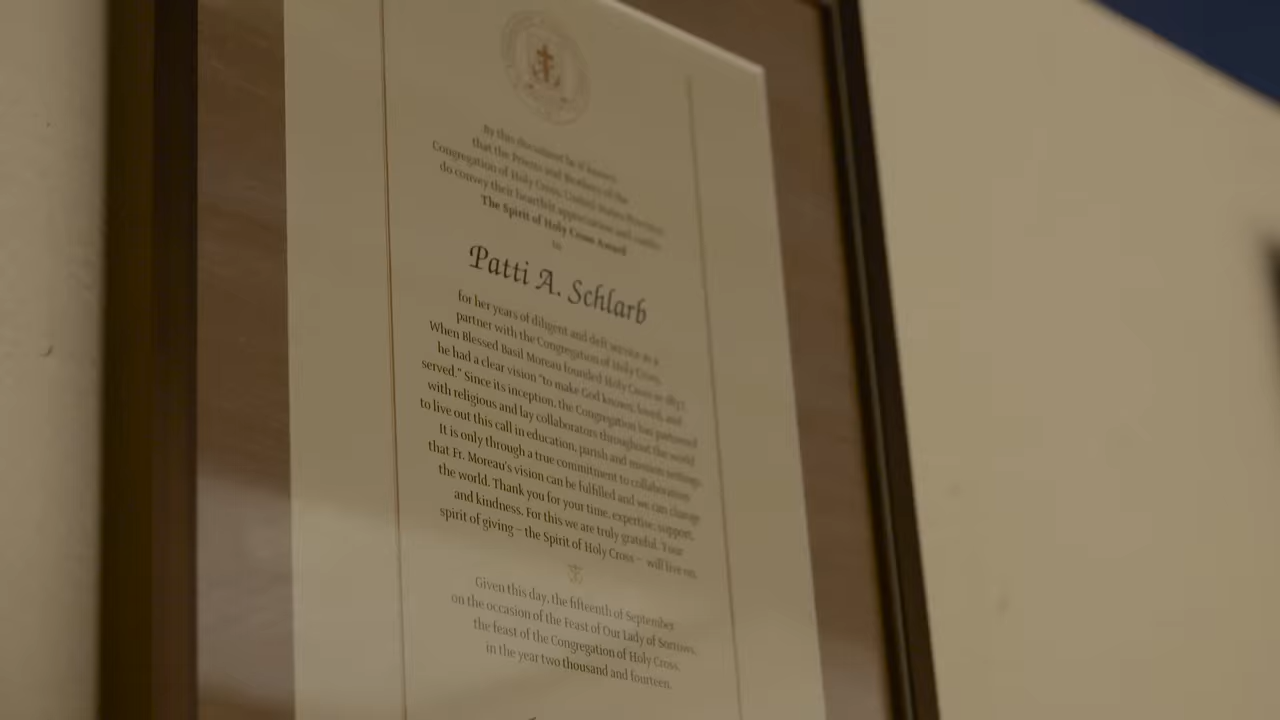 By this document be it known
that the Priests and Brothers of the
Congregation of Holy Cross, United States Province
do convey their heartfelt appreciation and confer
The Spirit of Holy Cross Award
to
Patti A. Schlarb
for her years of diligent and deft service as a
partner with the Congregation of Holy Cross.
When Blessed Basil Moreau founded Holy Cross in 1837,
he had a clear vision "to make God known, loved, and
served." Since its inception, the Congregation has partnered
with religious and lay collaborators throughout the world
to live out this call in education, parish and mission settings.
It is only through a true commitment to collaboration
that Fr. Moreau's vision can be fulfilled and we can change
the world. Thank you for your time, expertise, support,
and kindness. For this we are truly grateful. Your
spirit of giving – the Spirit of Holy Cross – will live on.
Given this day, the fifteenth of September
on the occasion of the Feast of Our Lady of Sorrows,
the feast of the Congregation of Holy Cross,
in the year two thousand and fourteen.